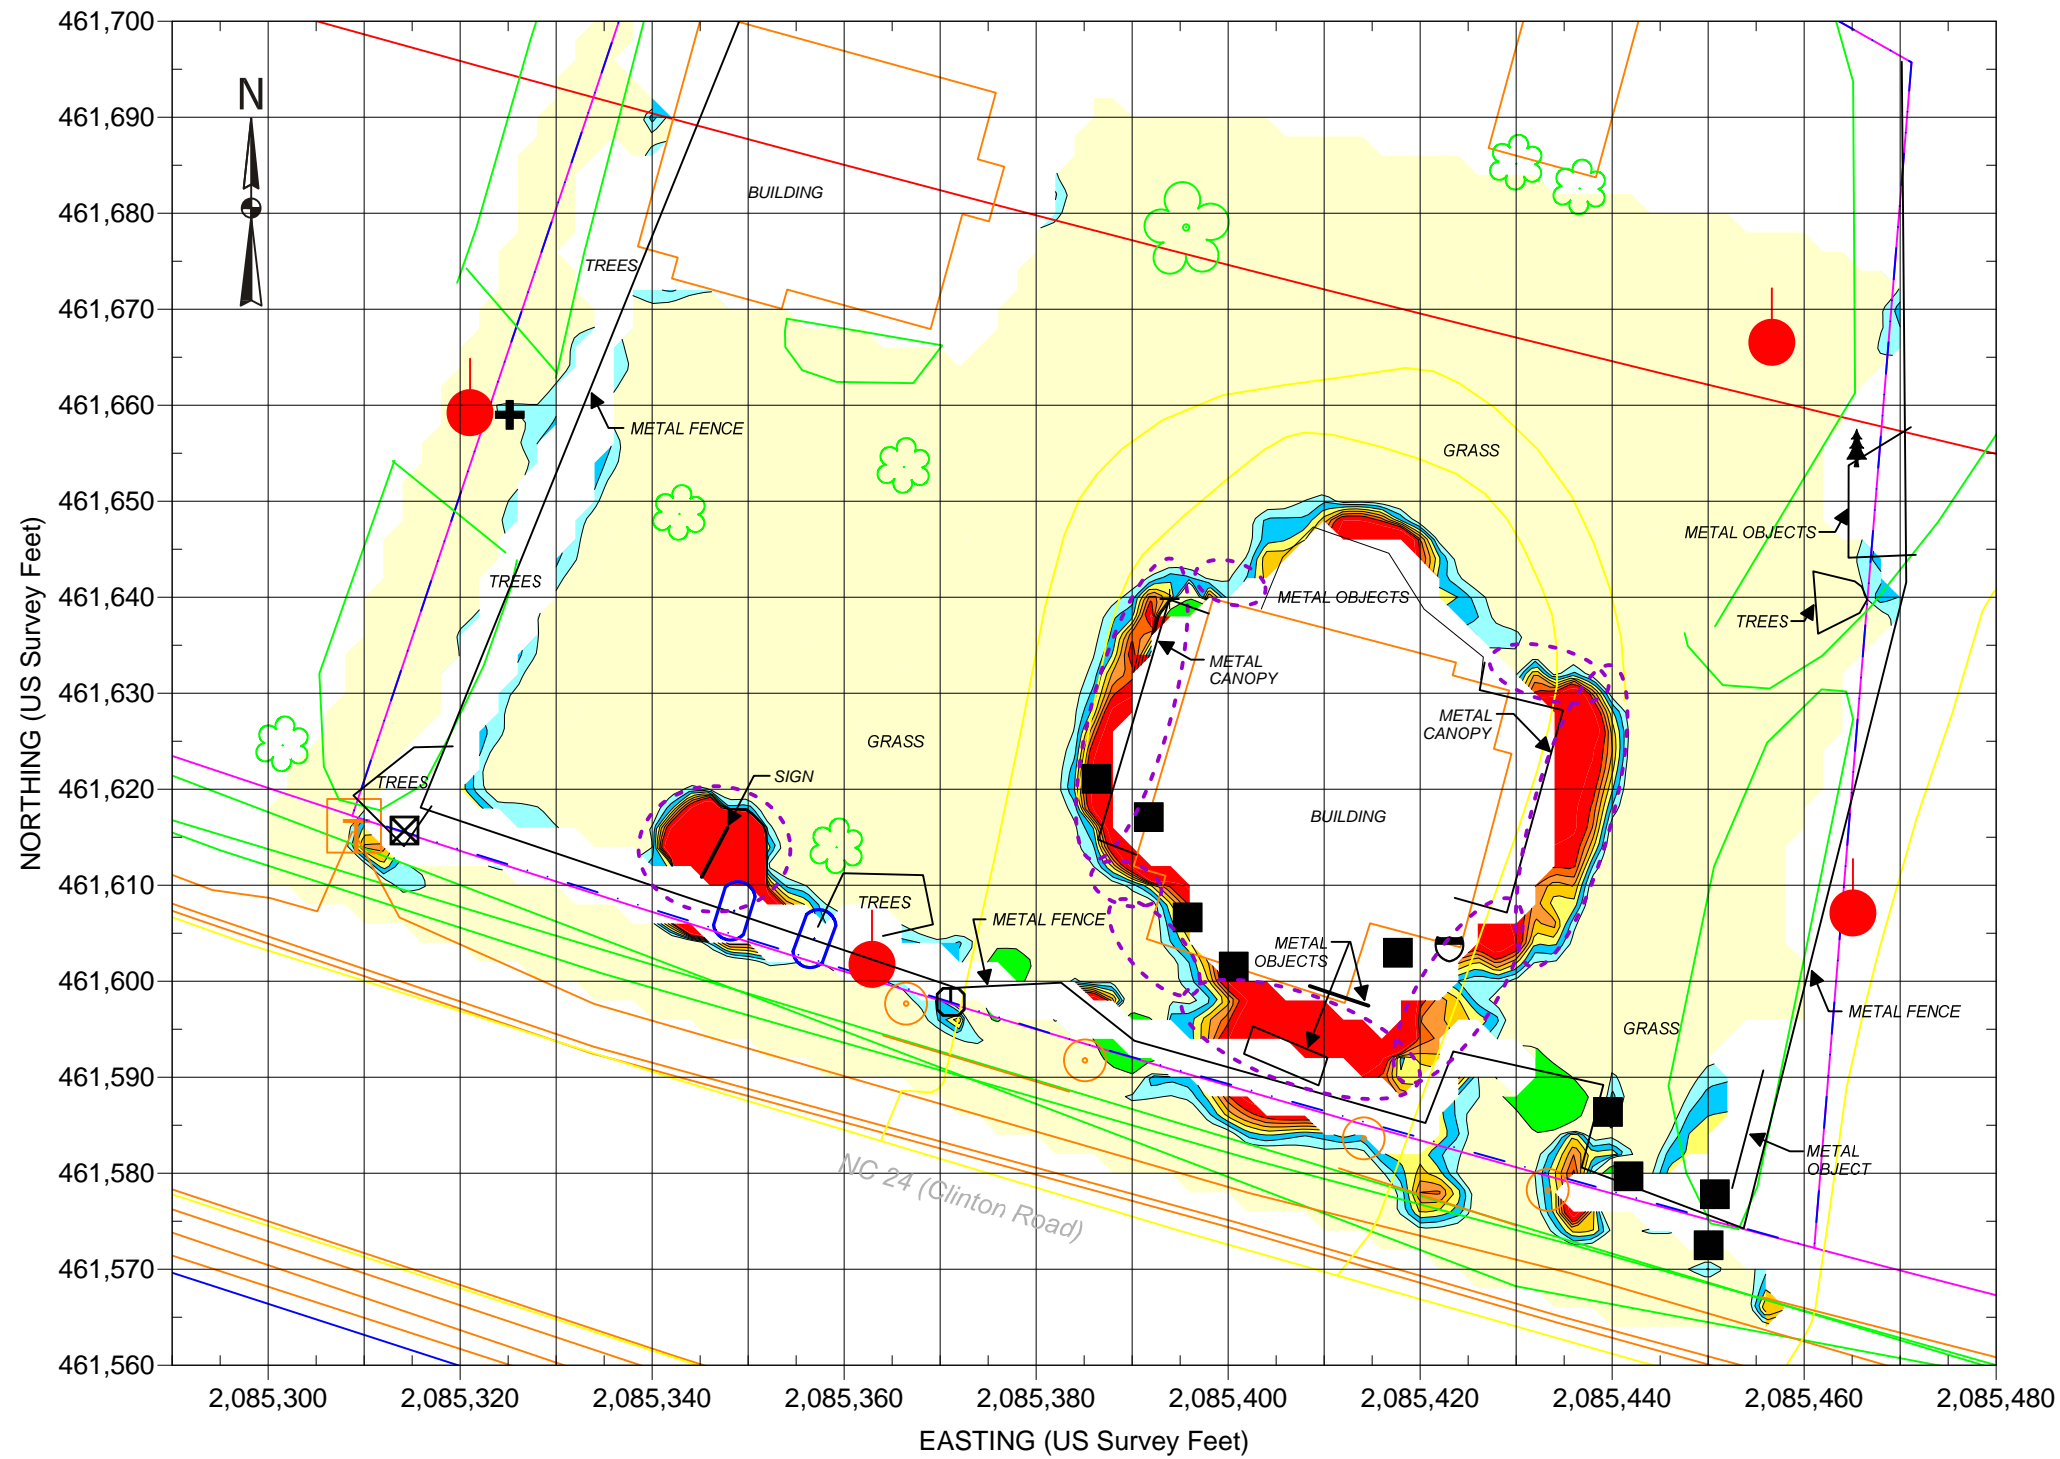 461,700
N
461,690
BUILDING
461,680
TREES
461,670
461,660
METAL FENCE
GRASS
461,650
METAL OBJECTS
TREES
461,640
METAL OBJECTS
TREES
METAL
CANOPY
461,630
METAL
CANOPY
GRASS
461,620
TREES
SIGN
BUILDING
461,610
TREES
METAL FENCE
METAL
OBJECTS
461,600
METAL FENCE
GRASS
461,590
METAL
OBJECT
461,580
NC 24 (Clinton Road)
461,570
461,560
NORTHING (US Survey Feet)
2,085,300
2,085,320
2,085,340
2,085,360
2,085,380
2,085,400
2,085,420
2,085,440
2,085,460
2,085,480
EASTING (US Survey Feet)